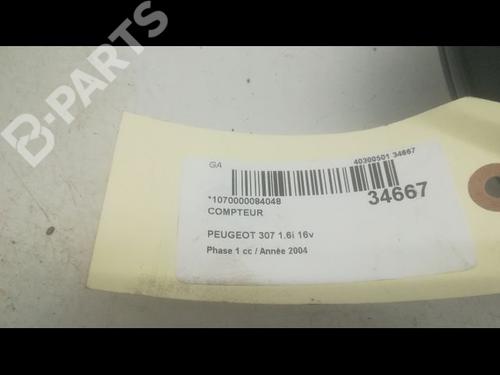 B-PARTS
GA
40300501 34667
34667
*1070000084048
COMPTEUR
PEUGEOT 307 1.6i 16v
Phase 1 cc / Année 2004